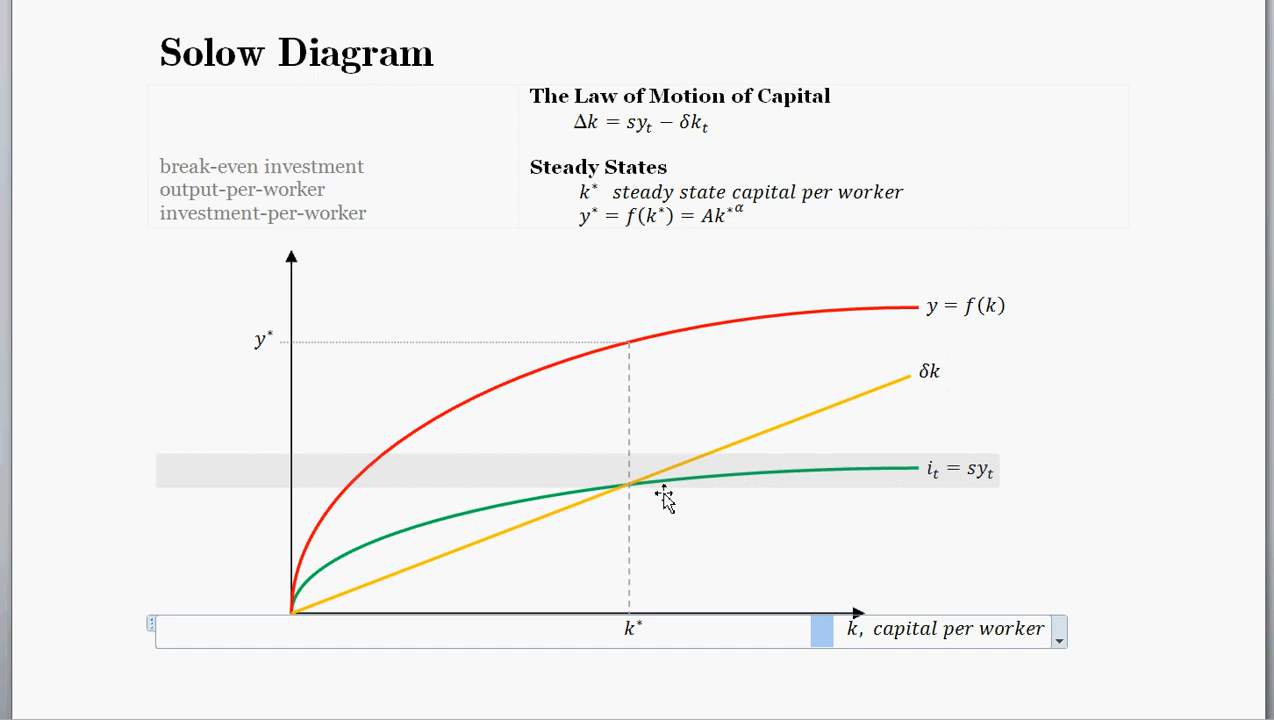 Solow Diagram
The Law of Motion of Capital
Δk = sy_t − δk_t
break-even investment
output-per-worker
investment-per-worker
Steady States
k* steady state capital per worker
y* = f(k*) = Ak*^α
y = f(k)
y*
δk
i_t = sy_t
k*
k, capital per worker